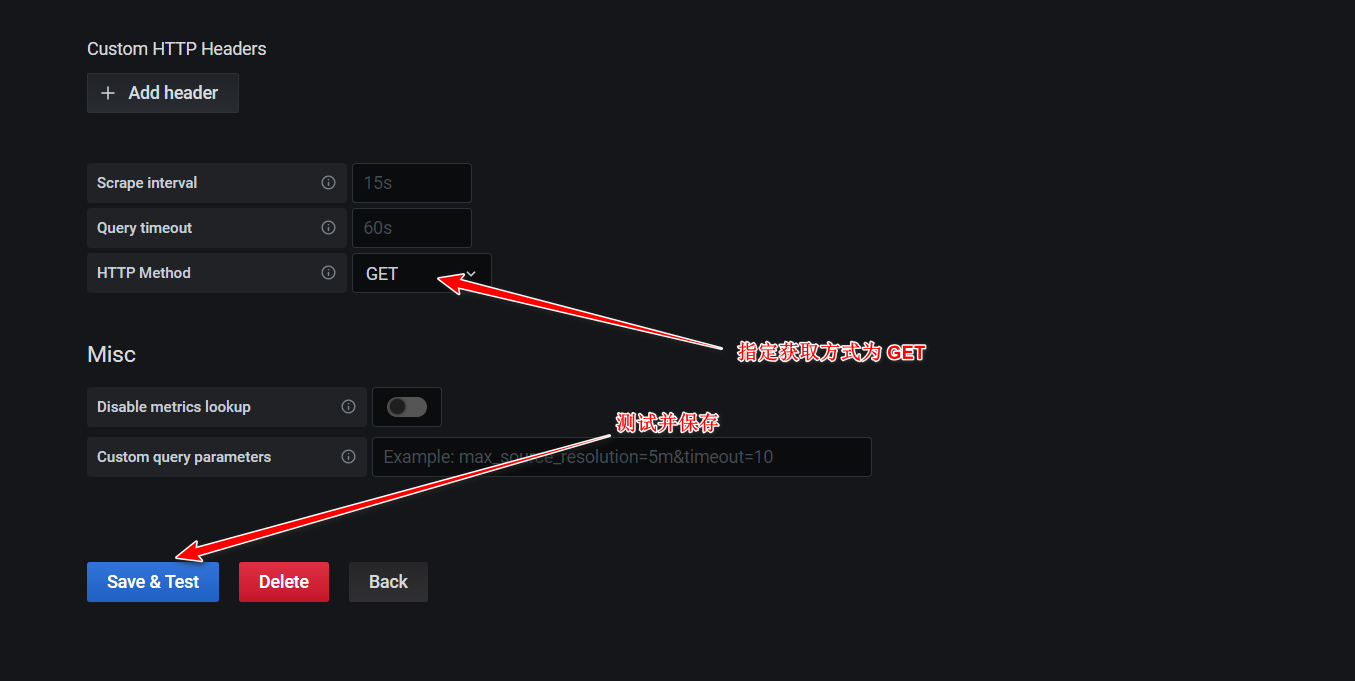 Custom HTTP Headers
+ Add header
Scrape interval 15s
Query timeout 60s
HTTP Method GET
指定获取方式为 GET
Misc
Disable metrics lookup
测试并保存
Custom query parameters Example: max_source_resolution=5m&timeout=10
Save & Test Delete Back